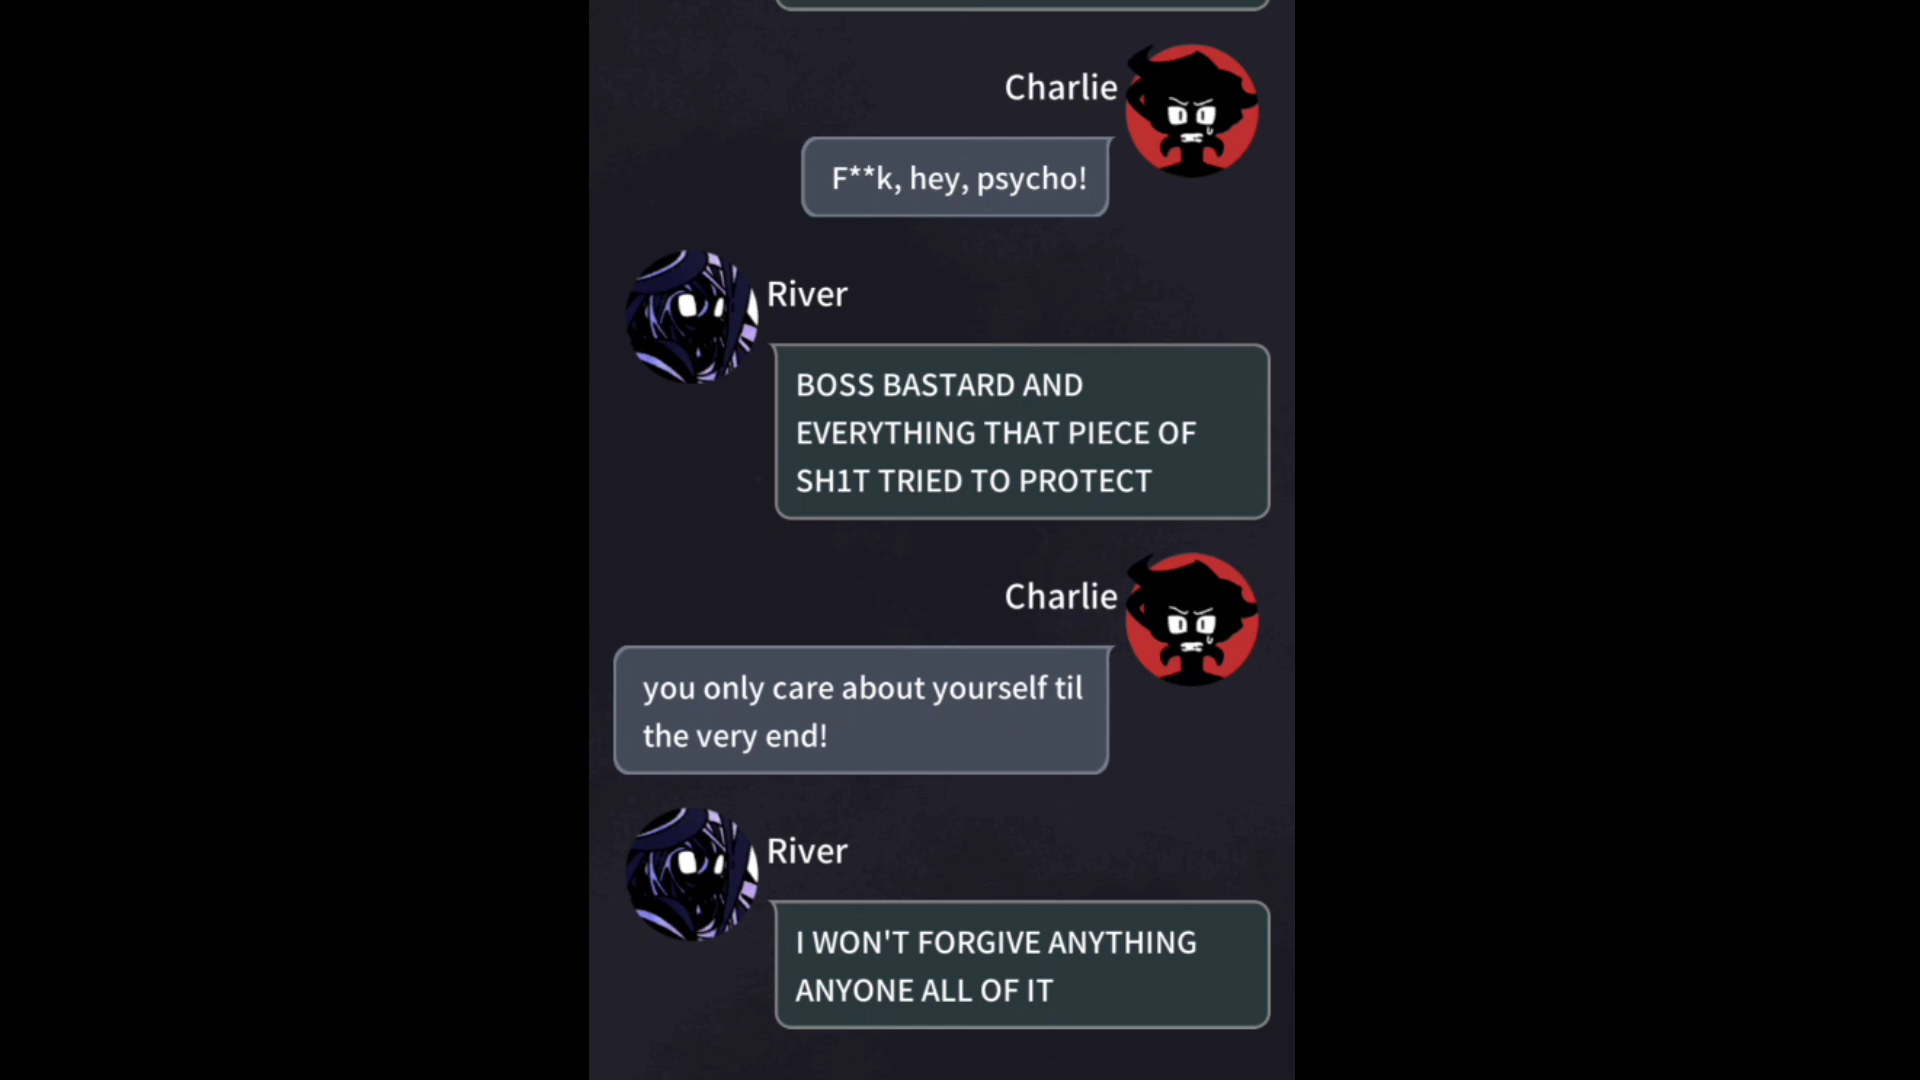 Charlie
F**k, hey, psycho!
River
BOSS BASTARD AND
EVERYTHING THAT PIECE OF
SH1T TRIED TO PROTECT
Charlie
you only care about yourself til
the very end!
River
I WON'T FORGIVE ANYTHING
ANYONE ALL OF IT